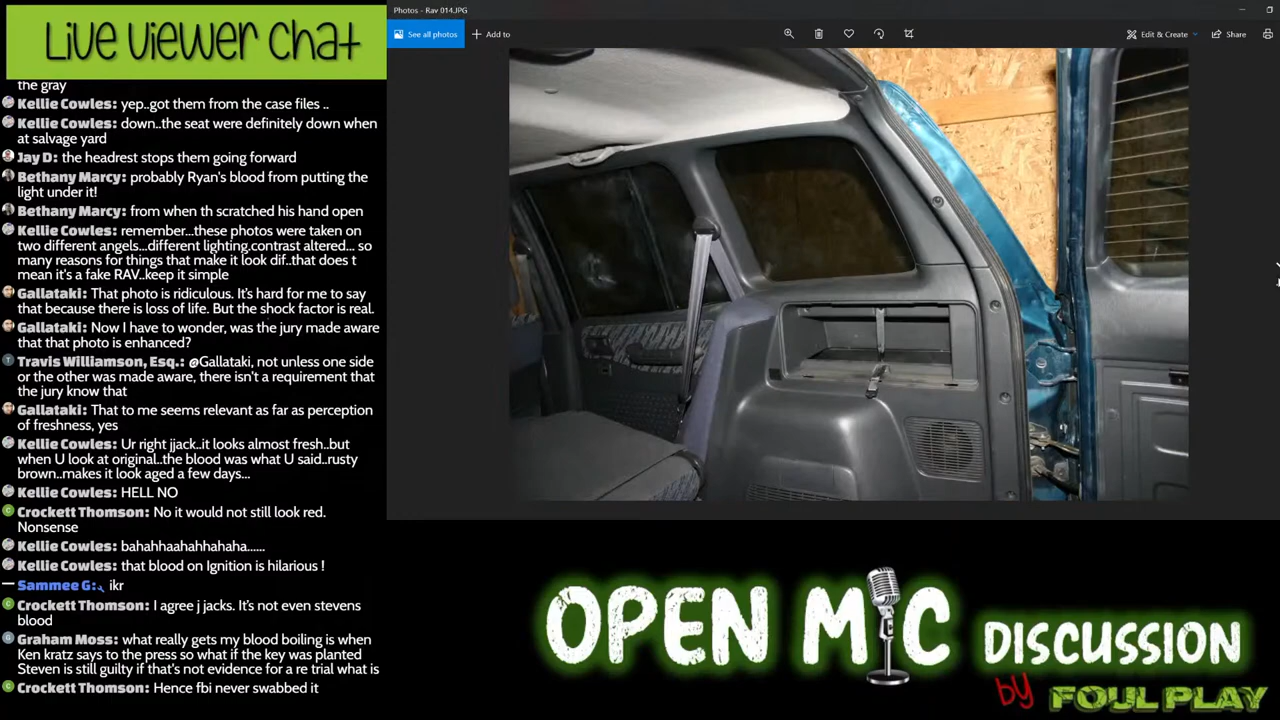 Live Viewer Chat
Photos - Rav 014.JPG
See all photos
Add to
Edit & Create
Share
the gray
Kellie Cowles: yep..got them from the case files ..
Kellie Cowles: down..the seat were definitely down when
at salvage yard
Jay D: the headrest stops them going forward
Bethany Marcy: probably Ryan's blood from putting the
light under it!
Bethany Marcy: from when th scratched his hand open
Kellie Cowles: remember...these photos were taken on
two different angels...different lighting.contrast altered... so
many reasons for things that make it look dif..that does t
mean it's a fake RAV..keep it simple
Gallataki: That photo is ridiculous. It's hard for me to say
that because there is loss of life. But the shock factor is real.
Gallataki: Now I have to wonder, was the jury made aware
that that photo is enhanced?
T Travis Williamson, Esq.: @Gallataki, not unless one side
or the other was made aware, there isn't a requirement that
the jury know that
Gallataki: That to me seems relevant as far as perception
of freshness, yes
Kellie Cowles: Ur right jjack..it looks almost fresh..but
when U look at original..the blood was what U said..rusty
brown..makes it look aged a few days...
Kellie Cowles: HELL NO
C Crockett Thomson: No it would not still look red.
Nonsense
Kellie Cowles: bahahhaahahhahaha......
Kellie Cowles: that blood on Ignition is hilarious !
Sammee G: ikr
C Crockett Thomson: I agree j jacks. It's not even stevens
blood
G Graham Moss: what really gets my blood boiling is when
Ken kratz says to the press so what if the key was planted
Steven is still guilty if that's not evidence for a re trial what is
C Crockett Thomson: Hence fbi never swabbed it
OPEN MIC
DISCUSSION
by FOUL PLAY